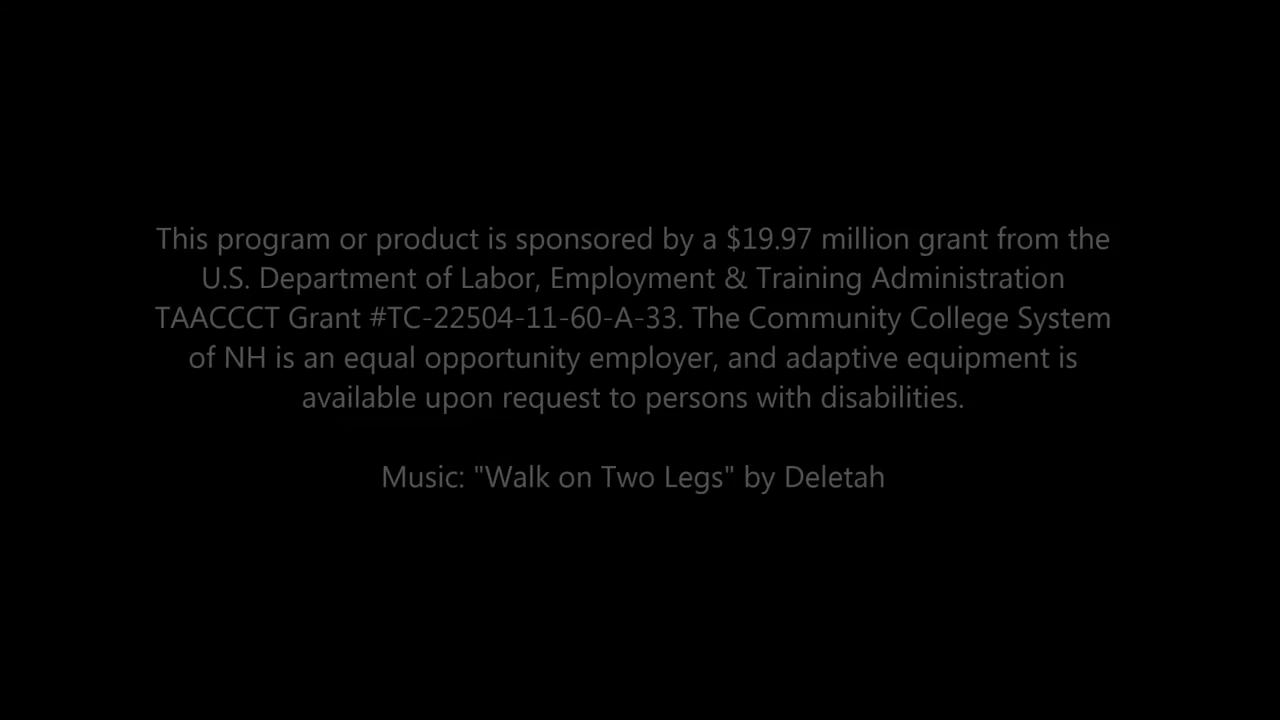 This program or product is sponsored by a $19.97 million grant from the
U.S. Department of Labor, Employment & Training Administration
TAACCCT Grant #TC-22504-11-60-A-33. The Community College System
of NH is an equal opportunity employer, and adaptive equipment is
available upon request to persons with disabilities.
Music: "Walk on Two Legs" by Deletah